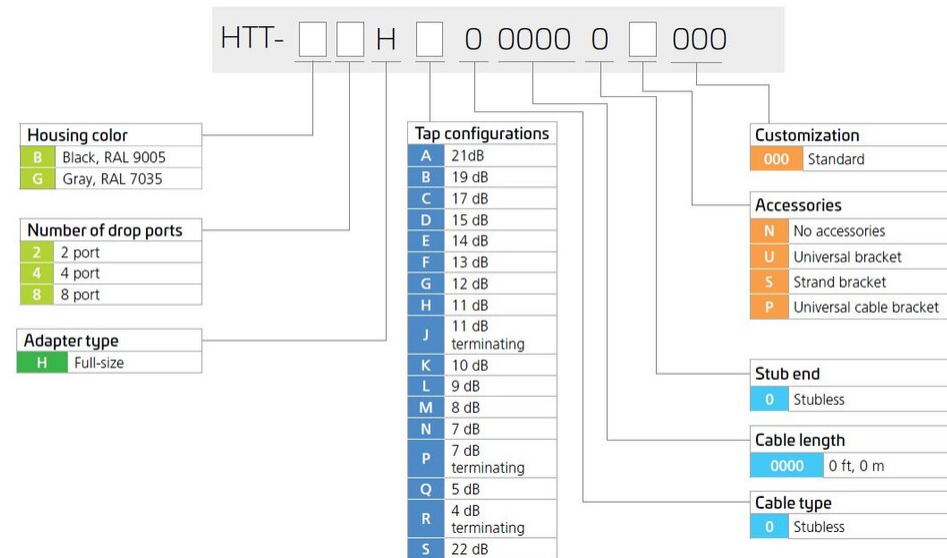 HTT- H 0 0000 0 000
Housing color
B Black, RAL 9005
G Gray, RAL 7035
Number of drop ports
2 2 port
4 4 port
8 8 port
Adapter type
H Full-size
Tap configurations
A 21dB
B 19 dB
C 17 dB
D 15 dB
E 14 dB
F 13 dB
G 12 dB
H 11 dB
J 11 dB
terminating
K 10 dB
L 9 dB
M 8 dB
N 7 dB
P 7 dB
terminating
Q 5 dB
R 4 dB
terminating
S 22 dB
Customization
000 Standard
Accessories
N No accessories
U Universal bracket
S Strand bracket
P Universal cable bracket
Stub end
0 Stubless
Cable length
0000 0 ft, 0 m
Cable type
0 Stubless